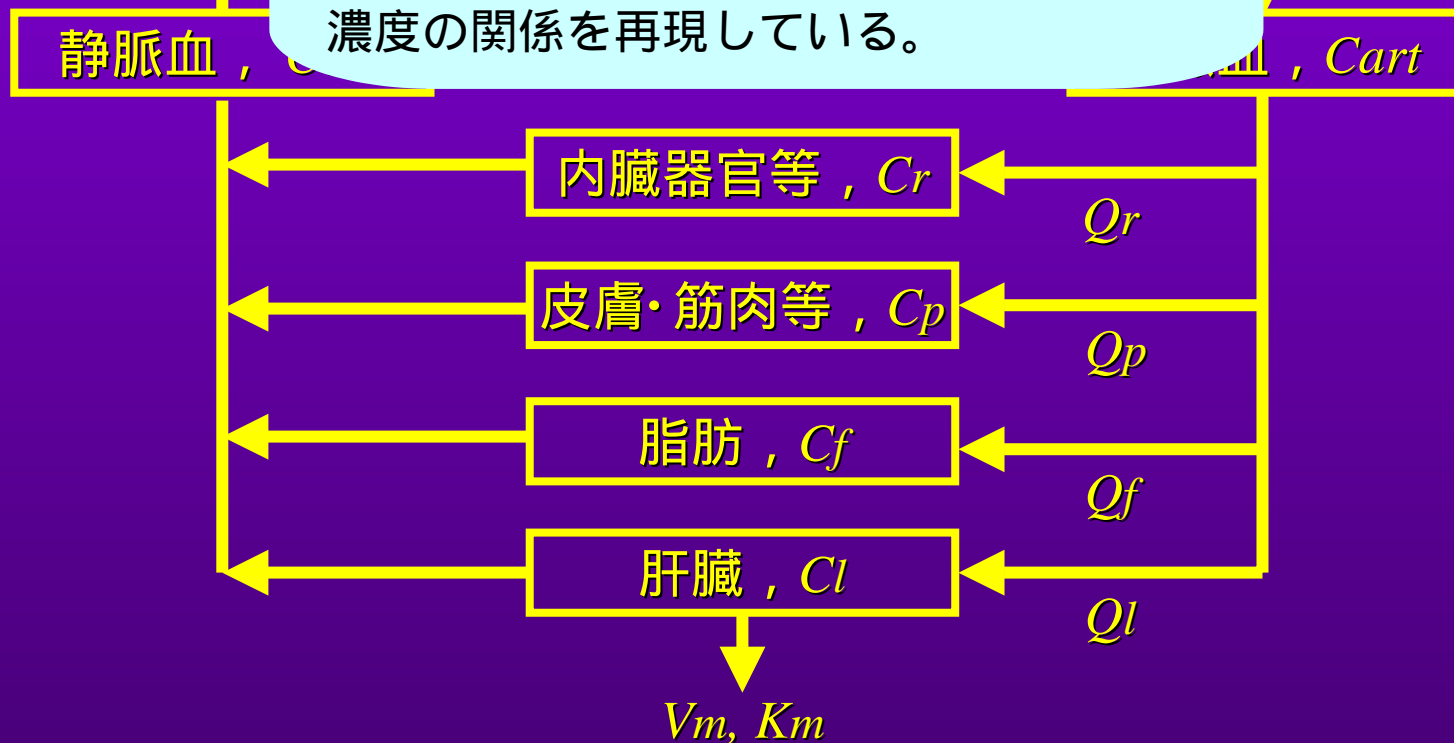 濃度の関係を再現している。
静脈血，
血，Cart
内臓器官等，Cr
Qr
皮膚・筋肉等，Cp
Qp
脂肪，Cf
Qf
肝臓，Cl
Ql
Vm, Km